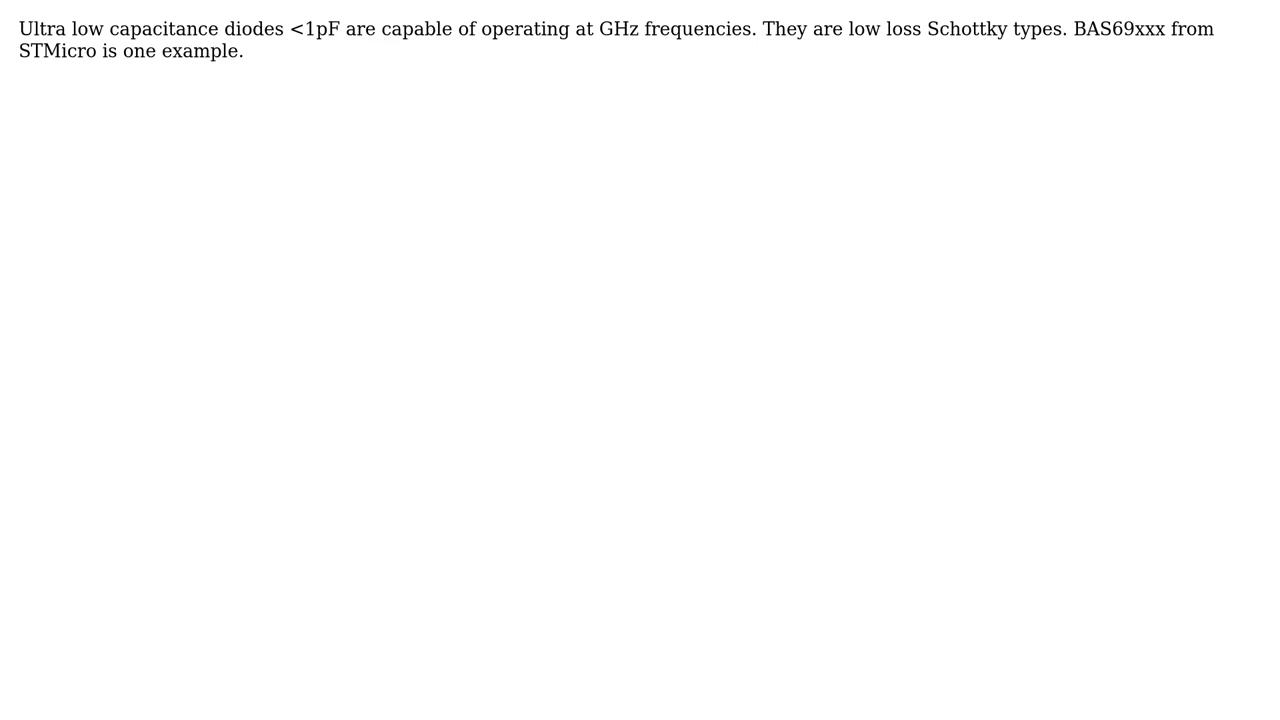 Ultra low capacitance diodes <1pF are capable of operating at GHz frequencies. They are low loss Schottky types. BAS69xxx from
STMicro is one example.